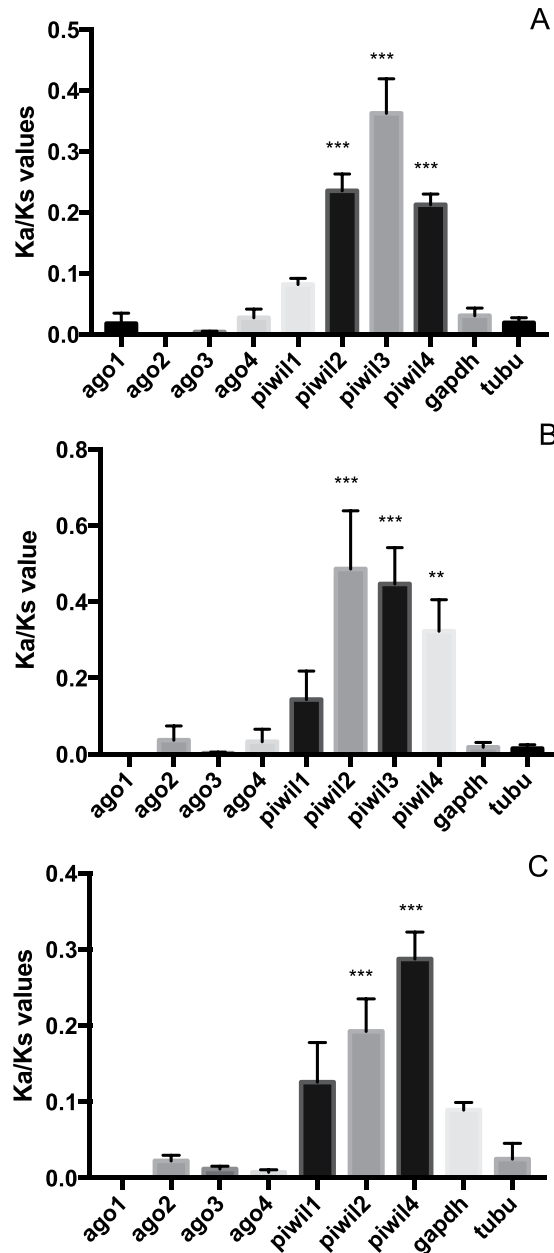 A
Ka/Ks values
0.5
0.4
0.3
0.2
0.1
0.0
***
***
***
ago1
ago2
ago3
ago4
piwil1
piwil2
piwil3
piwil4
gapdh
tubu
B
Ka/Ks value
0.8
0.6
0.4
0.2
0.0
***
***
**
ago1
ago2
ago3
ago4
piwil1
piwil2
piwil3
piwil4
gapdh
tubu
C
Ka/Ks values
0.4
0.3
0.2
0.1
0.0
***
***
ago1
ago2
ago3
ago4
piwil1
piwil2
piwil4
gapdh
tubu